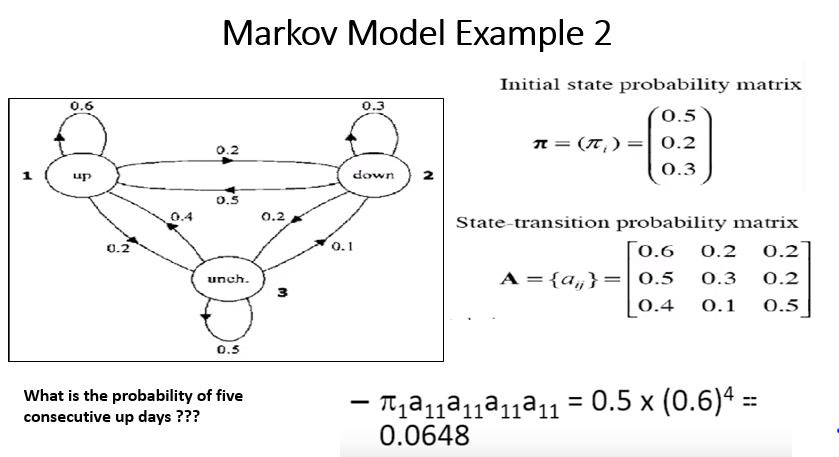 Markov Model Example 2
0.6
0.3
0.2
1 up
down 2
0.5
0.4
0.2
0.2
0.1
unch.
3
0.5
Initial state probability matrix
π = (πᵢ) = (0.5
0.2
0.3)
State-transition probability matrix
A = {aᵢⱼ} = [0.6 0.2 0.2
0.5 0.3 0.2
0.4 0.1 0.5]
What is the probability of five
consecutive up days ???
– π₁a₁₁a₁₁a₁₁a₁₁ = 0.5 x (0.6)⁴ =
0.0648